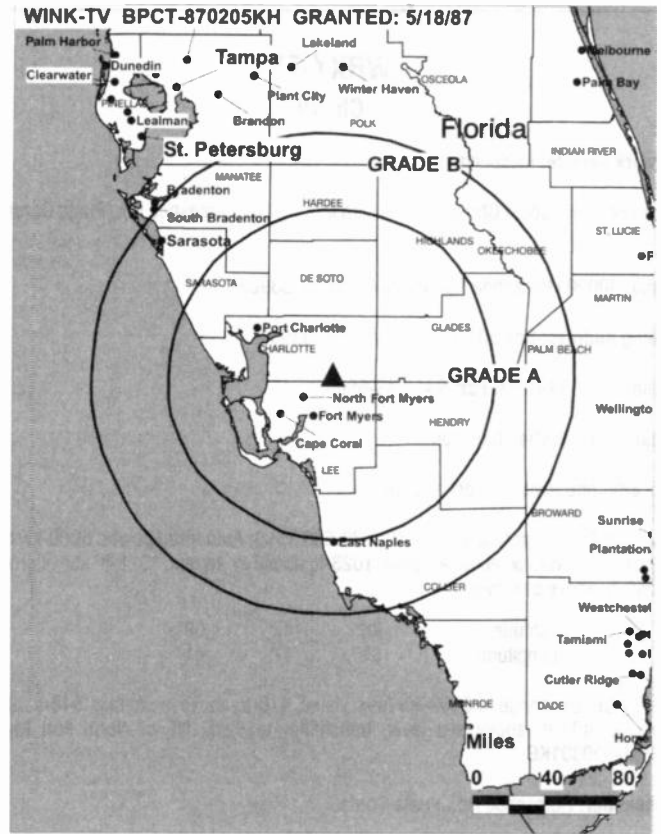 WINK-TV BPCT-870205KH GRANTED: 5/18/87
Palm Harbor
Dunedin
Clearwater
Tampa
Lakeland
Winter Haven
Plant City
Brandon
PINELLAS
Lealman
St. Petersburg
POLK
OSCEOLA
Melbourne
Palm Bay
Florida
GRADE B
INDIAN RIVER
MANATEE
Bradenton
South Bradenton
Sarasota
HARDEE
HIGHLANDS
OKEECHOBEE
ST. LUCIE
SARASOTA
DE SOTO
MARTIN
Port Charlotte
CHARLOTTE
GLADES
PALM BEACH
GRADE A
North Fort Myers
Fort Myers
Cape Coral
HENDRY
Wellingto
LEE
BROWARD
Sunrise
Plantation
East Naples
COLLIER
Westchester
Tamiami
Cutler Ridge
MONROE
DADE
Hom
Miles
0 40 80